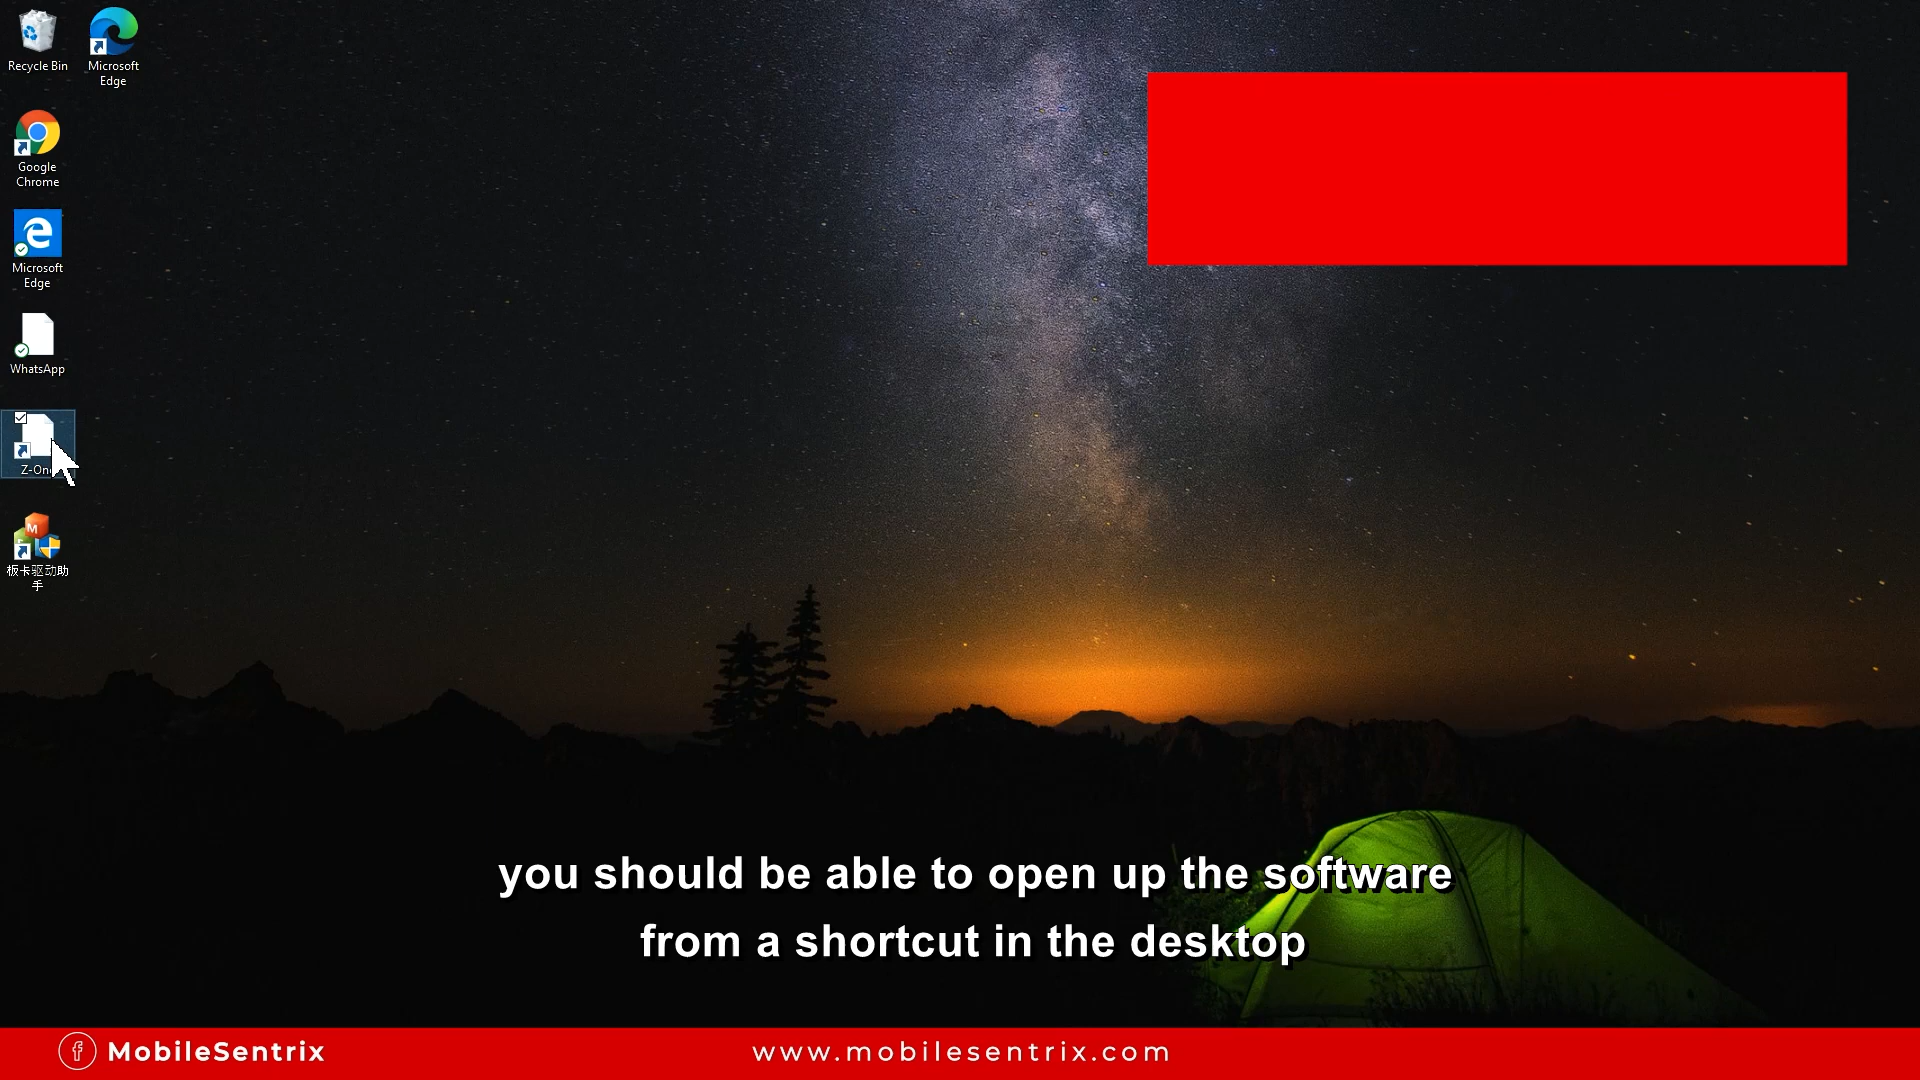 Recycle Bin
Microsoft
Edge
Google
Chrome
Microsoft
Edge
WhatsApp
板卡驱动助
手
you should be able to open up the software
from a shortcut in the desktop
MobileSentrix
www.mobilesentrix.com